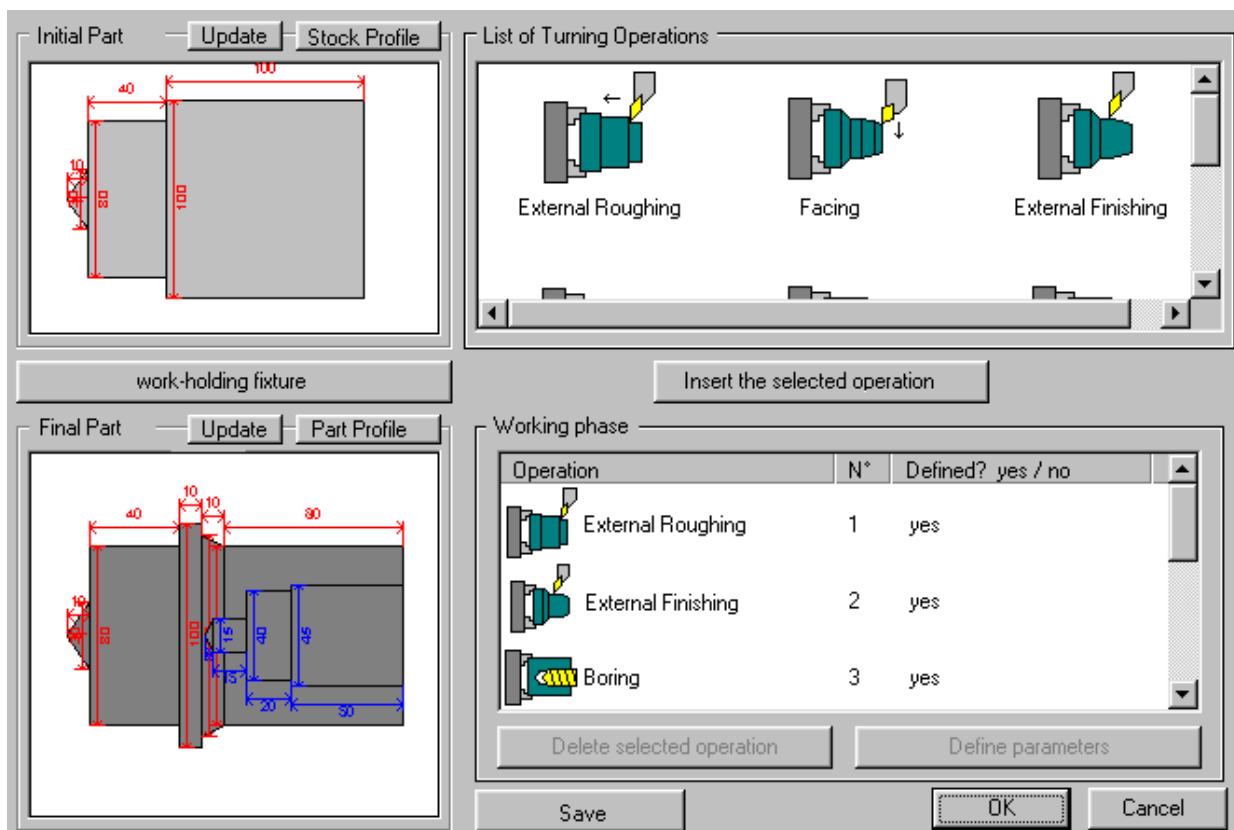 Initial Part
Update
Stock Profile
List of Turning Operations
100
40
10
80
100
External Roughing
Facing
External Finishing
work-holding fixture
Insert the selected operation
Final Part
Update
Part Profile
Working phase
Operation N° Defined? yes / no
10
10
40
80
External Roughing 1 yes
External Finishing 2 yes
Boring 3 yes
10
80
100
15
40
45
15
20
50
Delete selected operation
Define parameters
Save
OK
Cancel